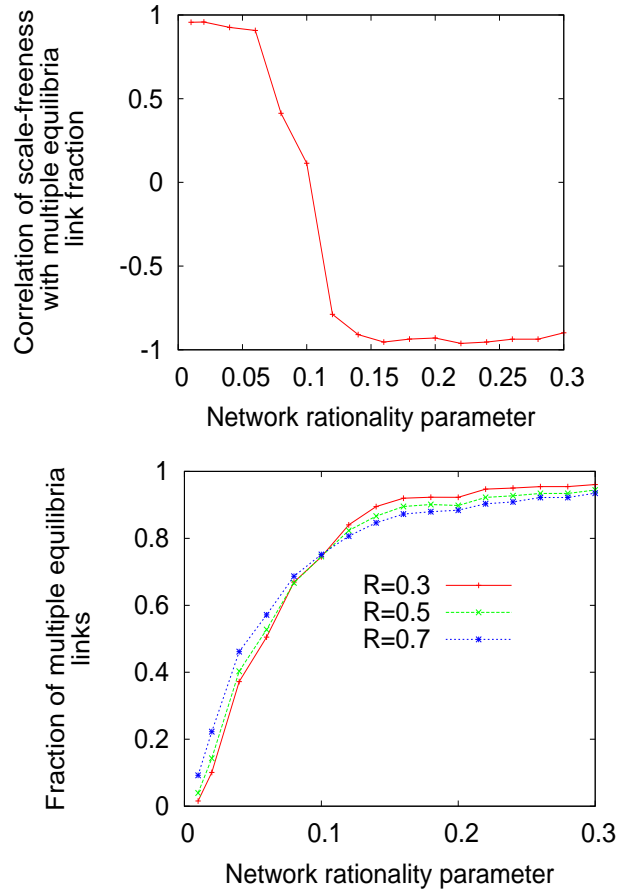 Correlation of scale-freeness
with multiple equilibria
link fraction
1
0.5
0
-0.5
-1
0
0.05
0.1
0.15
0.2
0.25
0.3
Network rationality parameter
Fraction of multiple equilibria
links
1
0.8
0.6
0.4
0.2
0
R=0.3
R=0.5
R=0.7
0
0.1
0.2
0.3
Network rationality parameter